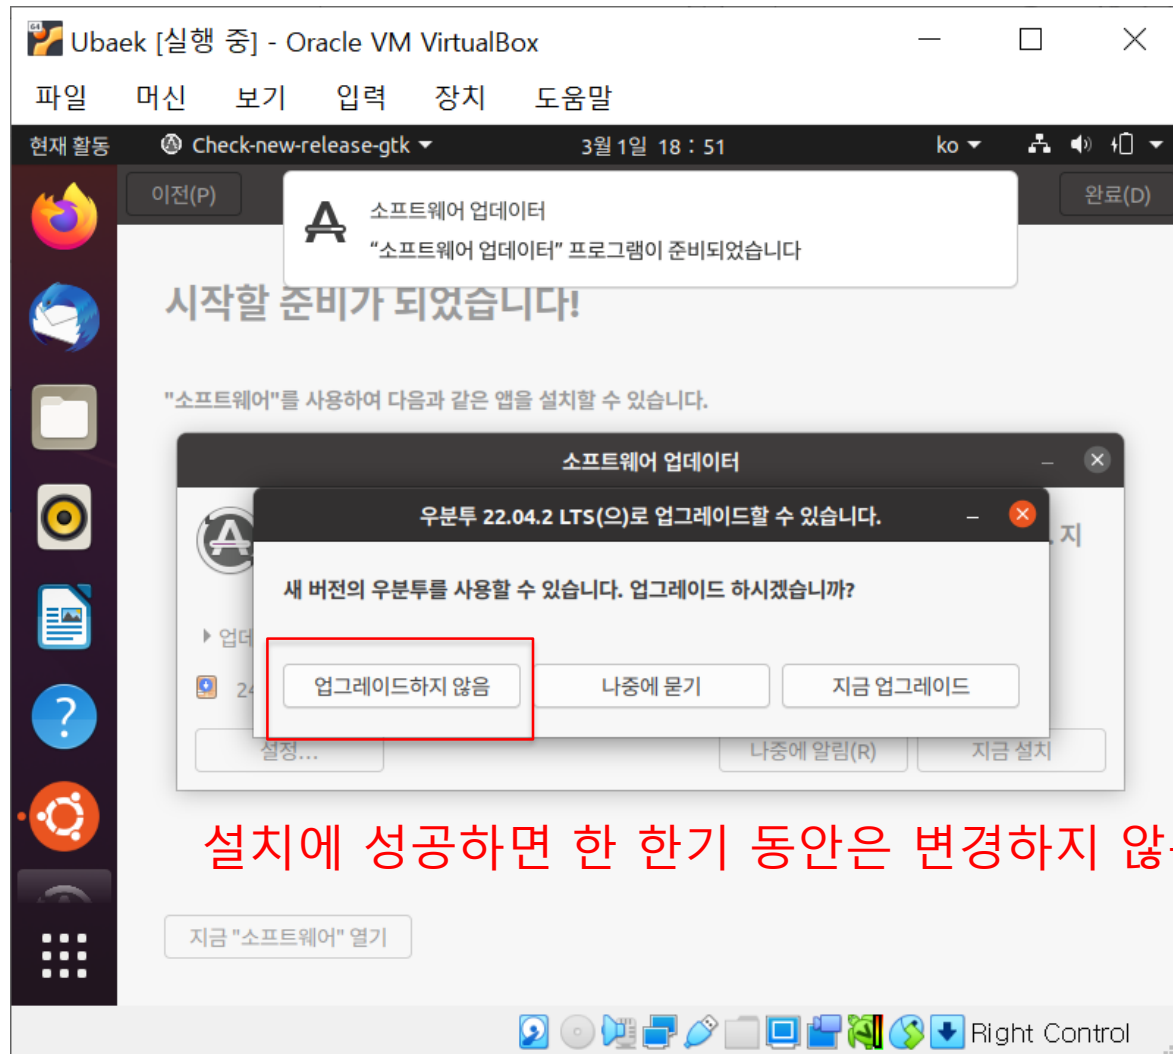 Ubaek [실행 중] - Oracle VM VirtualBox
파일 머신 보기 입력 장치 도움말
현재 활동 Check-new-release-gtk 3월 1일 18 : 51 ko
이전(P) 완료(D)
소프트웨어 업데이터
“소프트웨어 업데이터” 프로그램이 준비되었습니다
시작할 준비가 되었습니다!
"소프트웨어"를 사용하여 다음과 같은 앱을 설치할 수 있습니다.
소프트웨어 업데이터
우분투 22.04.2 LTS(으)로 업그레이드할 수 있습니다.
지
새 버전의 우분투를 사용할 수 있습니다. 업그레이드 하시겠습니까?
업데
24
업그레이드하지 않음 나중에 묻기 지금 업그레이드
설정... 나중에 알림(R) 지금 설치
설치에 성공하면 한 한기 동안은 변경하지 않
지금 "소프트웨어" 열기
Right Control